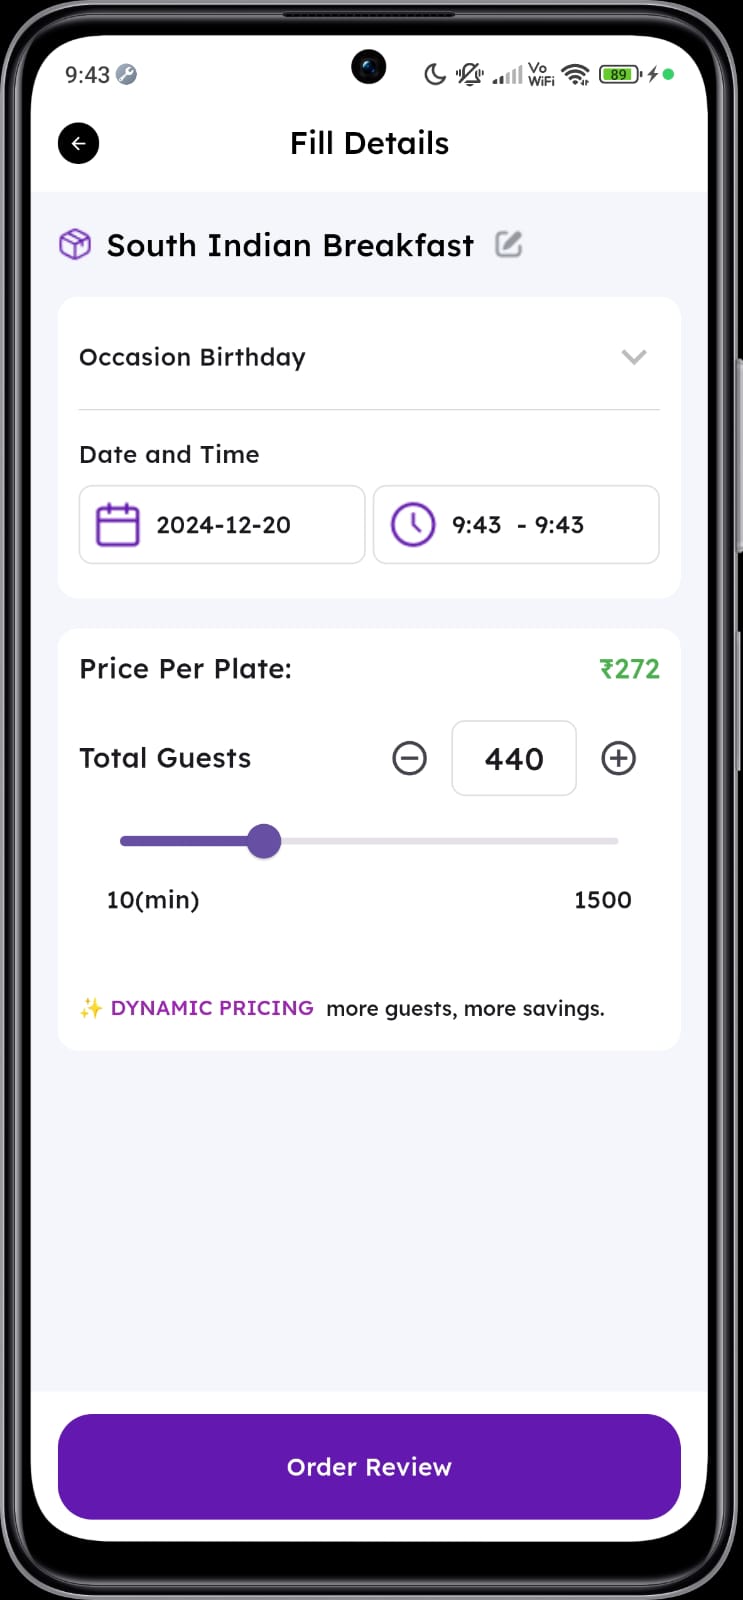 9:43 Vo WiFi 89
Fill Details
South Indian Breakfast
Occasion Birthday
Date and Time
2024-12-20 9:43 - 9:43
Price Per Plate: ₹272
Total Guests 440
10(min) 1500
✨ DYNAMIC PRICING more guests, more savings.
Order Review